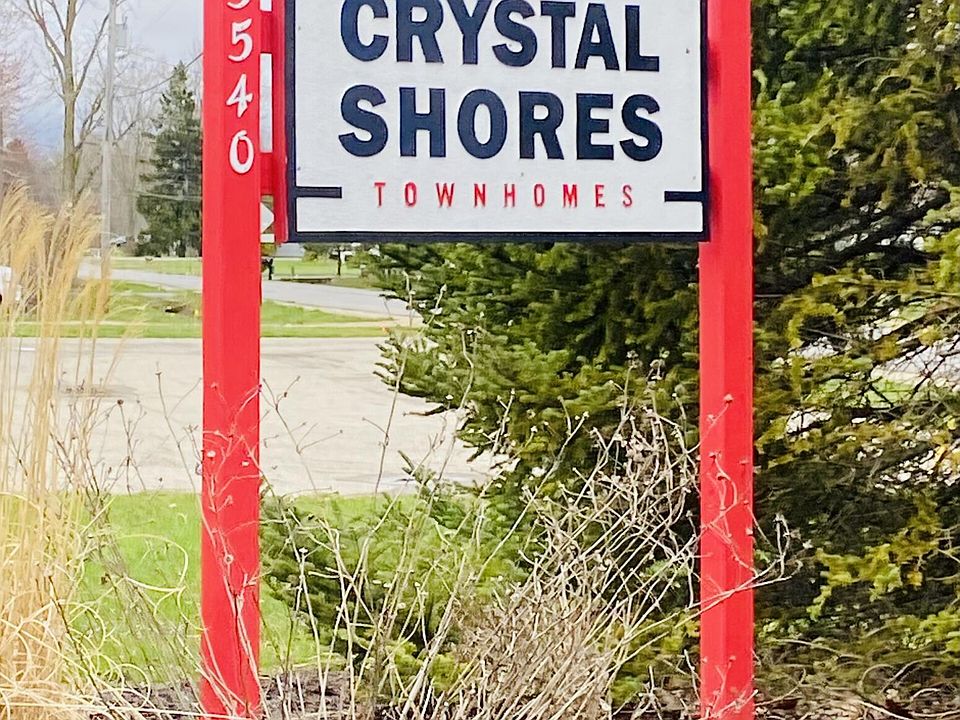 540
CRYSTAL
SHORES
TOWNHOMES